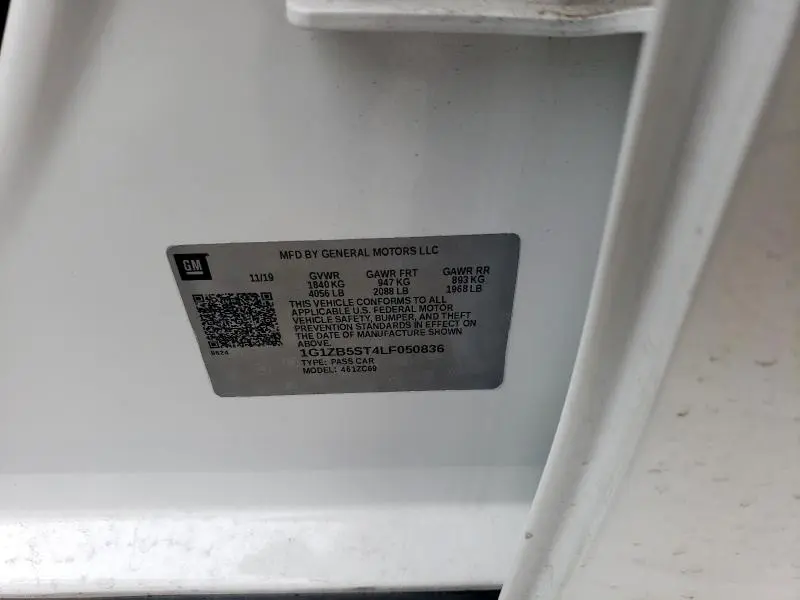 GM
MFD BY GENERAL MOTORS LLC
11/19 GVWR GAWR FRT GAWR RR
1840 KG 947 KG 893 KG
4056 LB 2088 LB 1968 LB
THIS VEHICLE CONFORMS TO ALL
APPLICABLE U.S. FEDERAL MOTOR
VEHICLE SAFETY, BUMPER, AND THEFT
PREVENTION STANDARDS IN EFFECT ON
THE DATE OF MANUFACTURE SHOWN
ABOVE.
8624
1G1ZB5ST4LF050836
TYPE: PASS CAR
MODEL: 461ZC69